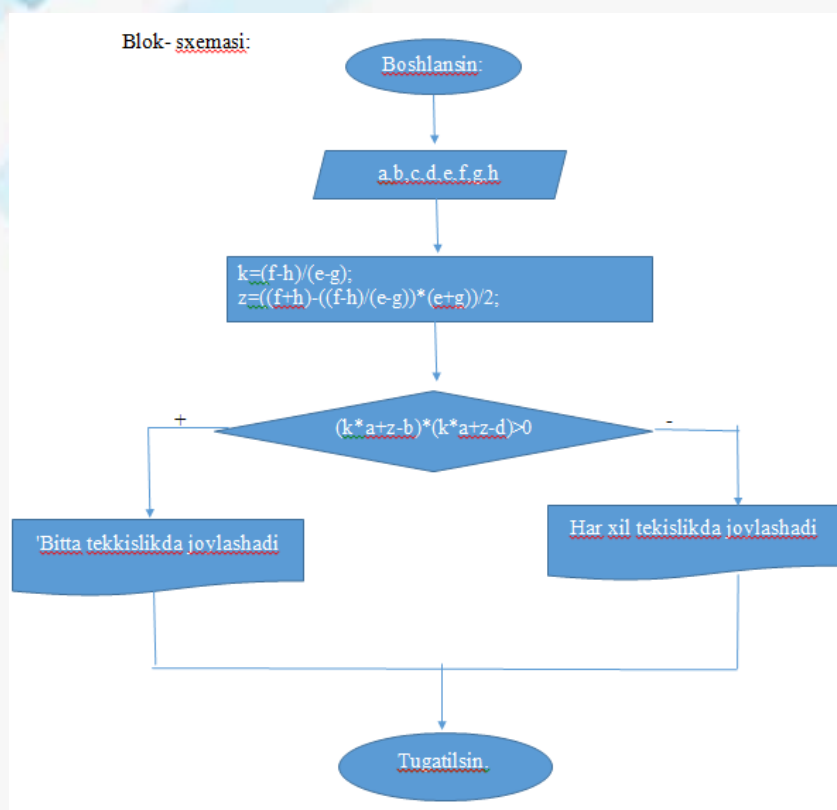 Blok- sxemasi:
Boshlansin:
a,b,c,d,e,f,g,h
k=(f-h)/(e-g);
z=((f+h)-((f-h)/(e-g))*(e+g))/2;
(k*a+z-b)*(k*a+z-d)>0
+
-
'Bitta tekkislikda joylashadi
Har xil tekislikda joylashadi
Tugatilsin.